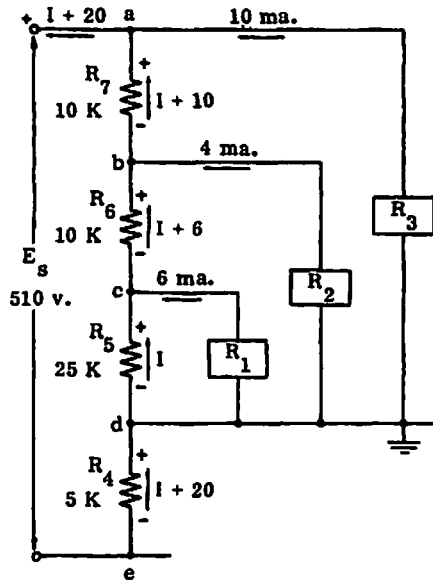 + I + 20 a 10 ma.
R7 + I + 10
10 K -
b 4 ma.
R6 + I + 6
10 K -
R3
Es
510 v.
c 6 ma.
R2
R5 + I
25 K -
R1
d
R4 + I + 20
5 K -
e